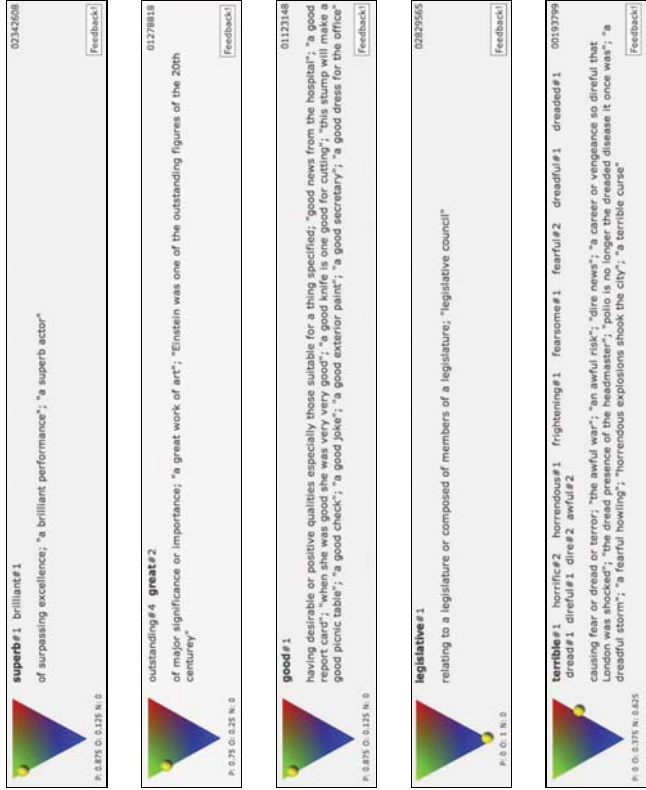 superb#1 brilliant#1
02342608
of surpassing excellence; "a brilliant performance"; "a superb actor"
P: 0.875 O: 0.125 N: 0
Feedback!
outstanding#4 great#2
01278818
of major significance or importance; "a great work of art"; "Einstein was one of the outstanding figures of the 20th
centurey"
P: 0.75 O: 0.25 N: 0
Feedback!
good#1
01123148
having desirable or positive qualities especially those suitable for a thing specified; "good news from the hospital"; "a good
report card"; "when she was good she was very very good"; "a good knife is one good for cutting"; "this stump will make a
good picnic table"; "a good check"; "a good joke"; "a good exterior paint"; "a good secretary"; "a good dress for the office"
P: 0.875 O: 0.125 N: 0
Feedback!
legislative#1
02829565
relating to a legislature or composed of members of a legislature; "legislative council"
P: 0 O: 1 N: 0
Feedback!
terrible#1 horrific#2 horrendous#1 frightening#1 fearsome#1 fearful#2 dreadful#1 dreaded#1
dread#1 direful#1 dire#2 awful#2
00193799
causing fear or dread or terror; "the awful war"; "an awful risk"; "dire news"; "a career or vengeance so direful that
London was shocked"; "the dread presence of the headmaster"; "polio is no longer the dreaded disease it once was"; "a
dreadful storm"; "a fearful howling"; "horrendous explosions shook the city"; "a terrible curse"
P: 0 O: 0.375 N: 0.625
Feedback!